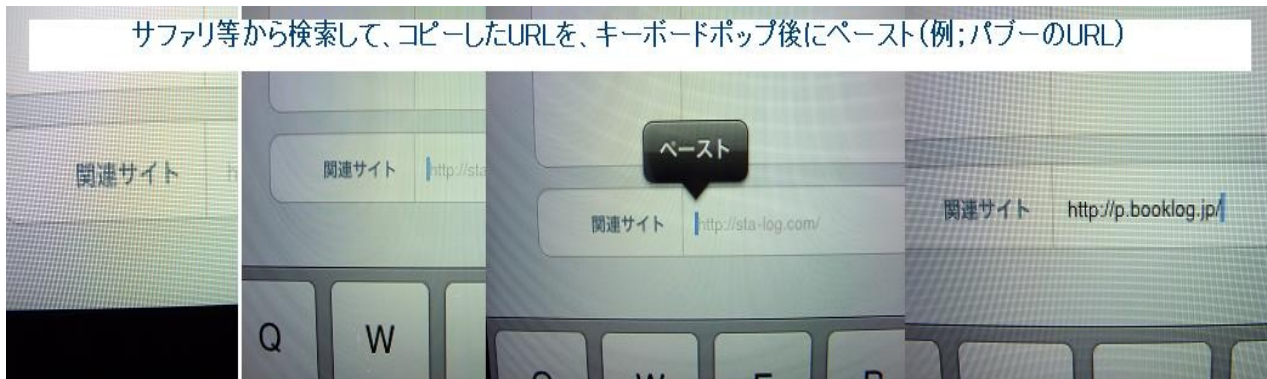 サファリ等から検索して、コピーしたURLを、キーボードポップ後にペースト(例;パブーのURL)
関連サイト
関連サイト http://sta
Q W
ペースト
関連サイト http://sta-log.com/
W E R
関連サイト http://p.booklog.jp/